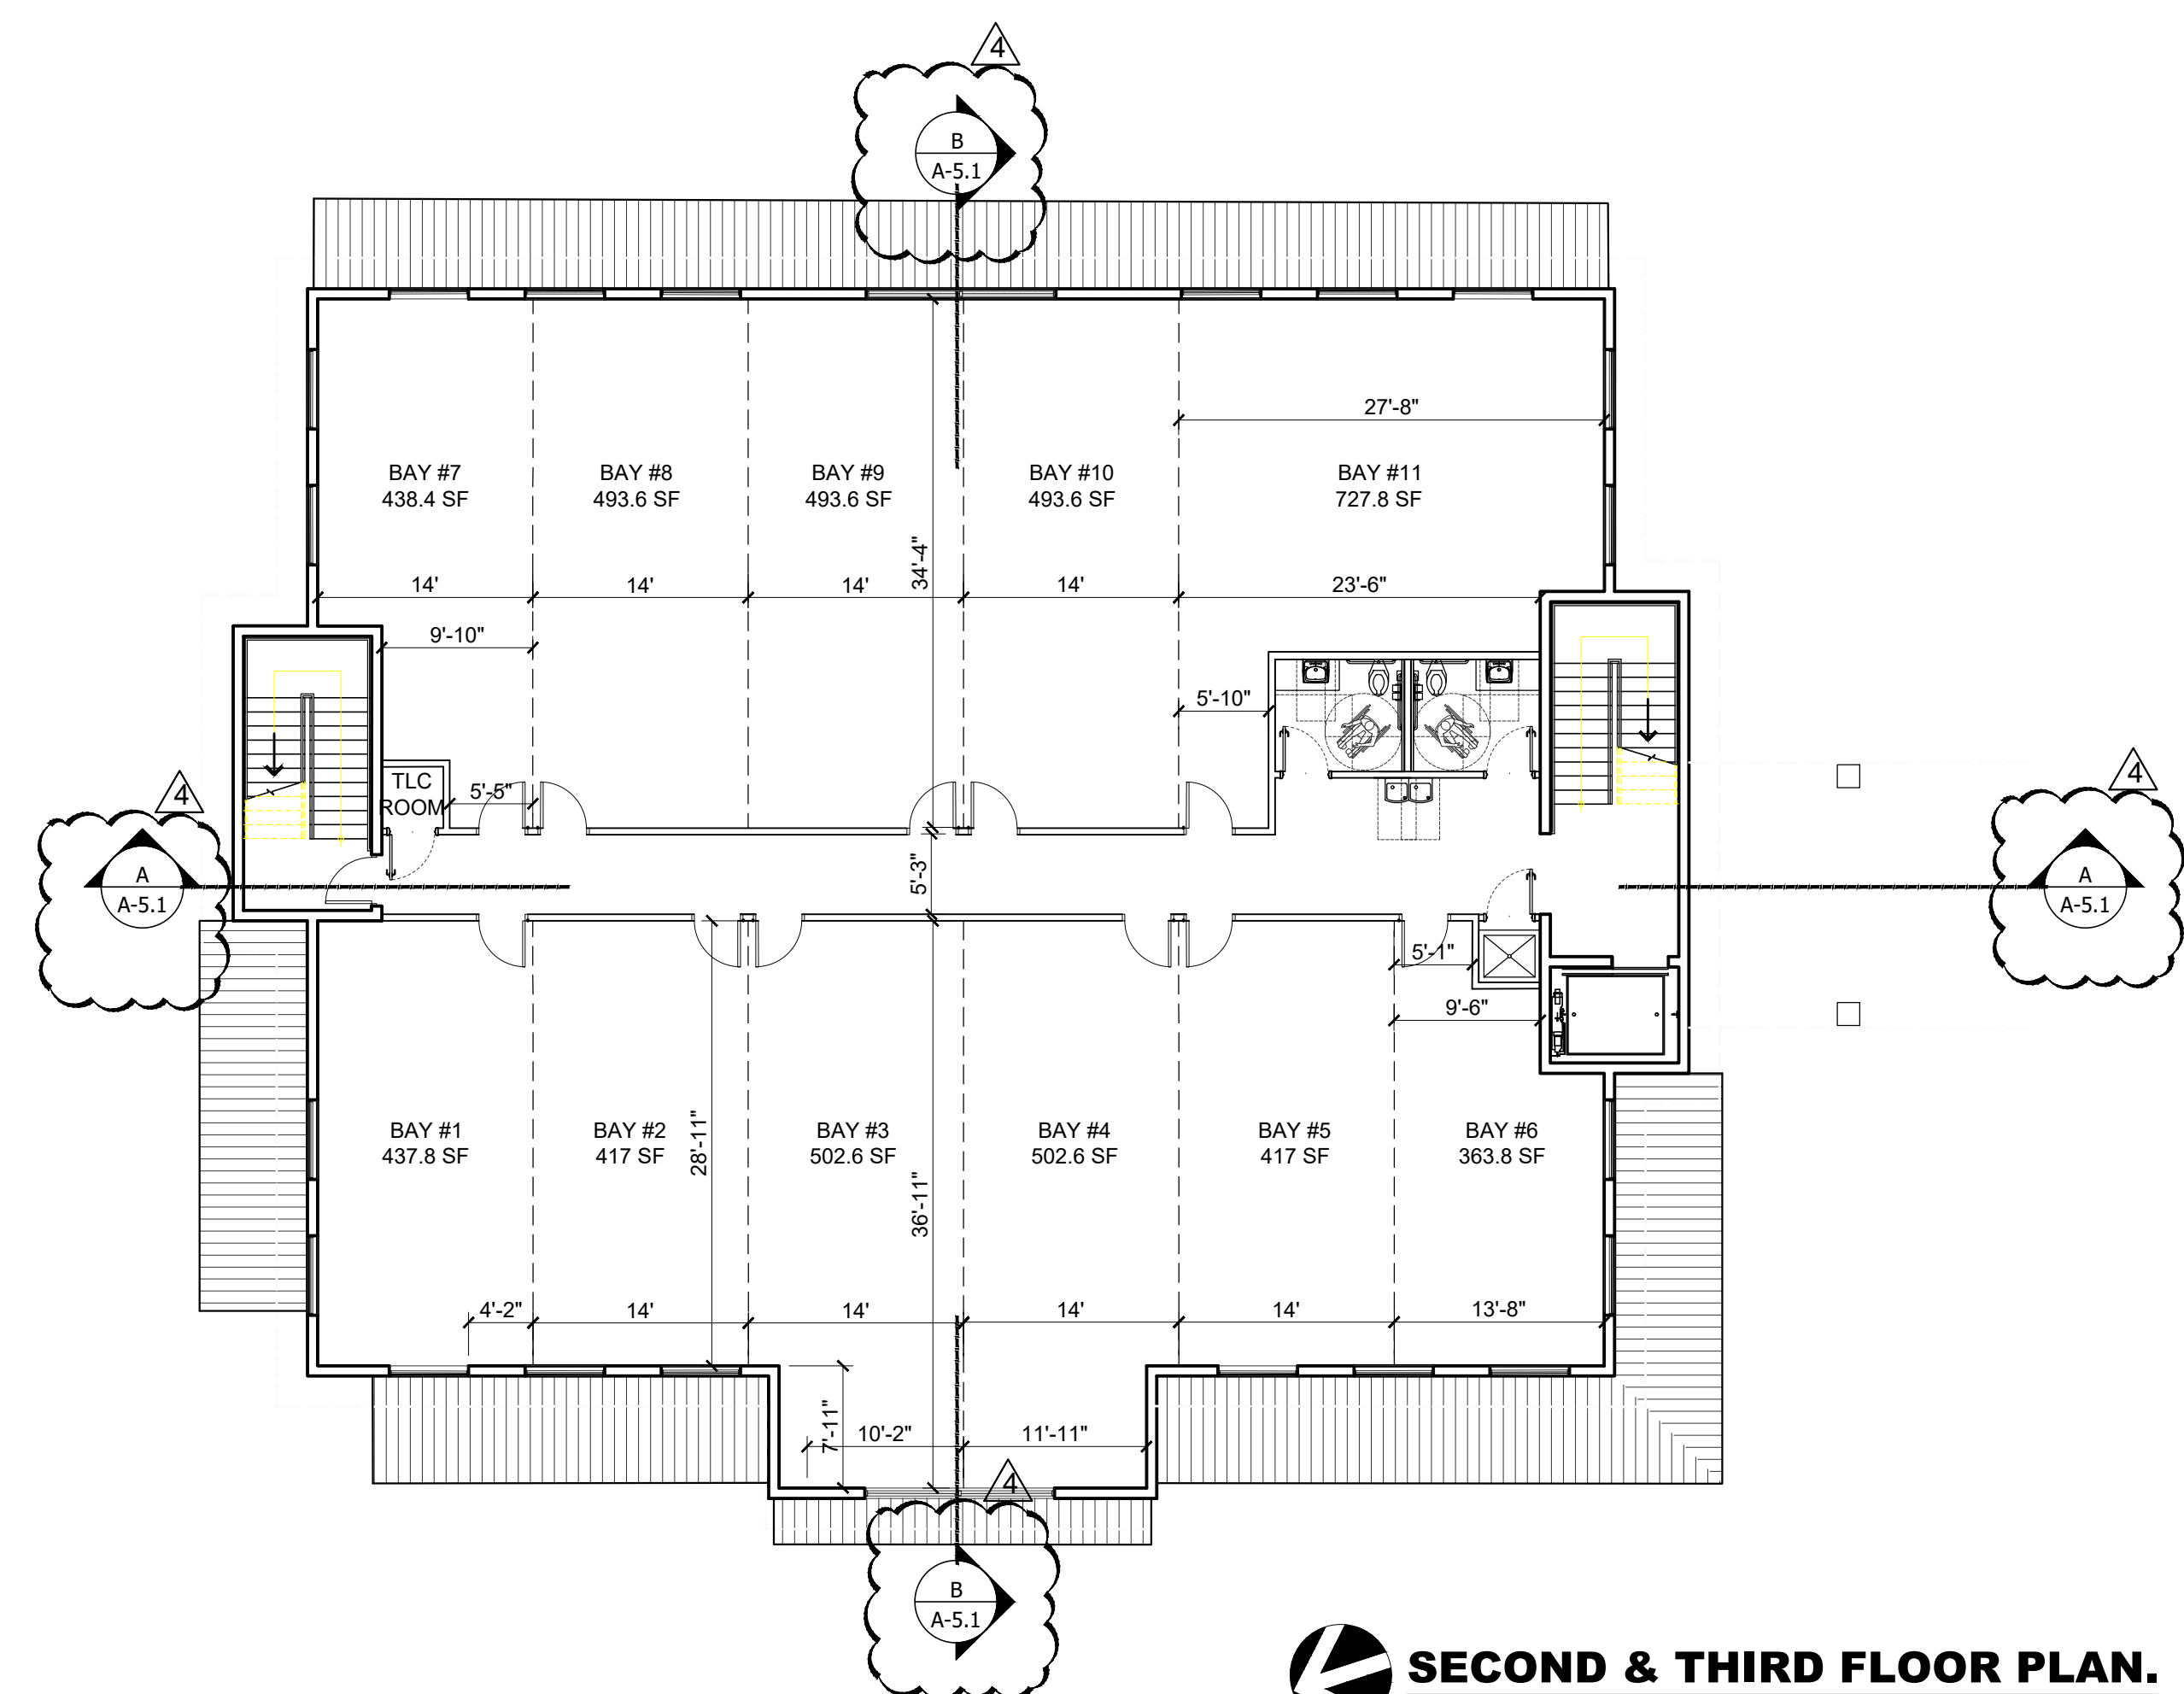 4
B
A-5.1
27'-8"
BAY #7
438.4 SF
BAY #8
493.6 SF
BAY #9
493.6 SF
BAY #10
493.6 SF
BAY #11
727.8 SF
34'-4"
14'
14'
14'
14'
23'-6"
9'-10"
5'-10"
TLC
ROOM
5'-5"
4
A
A-5.1
5'-3"
4
A
A-5.1
5'-1"
9'-6"
BAY #1
437.8 SF
BAY #2
417 SF
28'-11"
BAY #3
502.6 SF
36'-11"
BAY #4
502.6 SF
BAY #5
417 SF
BAY #6
363.8 SF
4'-2"
14'
14'
14'
14'
13'-8"
7'-11"
10'-2"
11'-11"
4
B
A-5.1
SECOND & THIRD FLOOR PLAN.